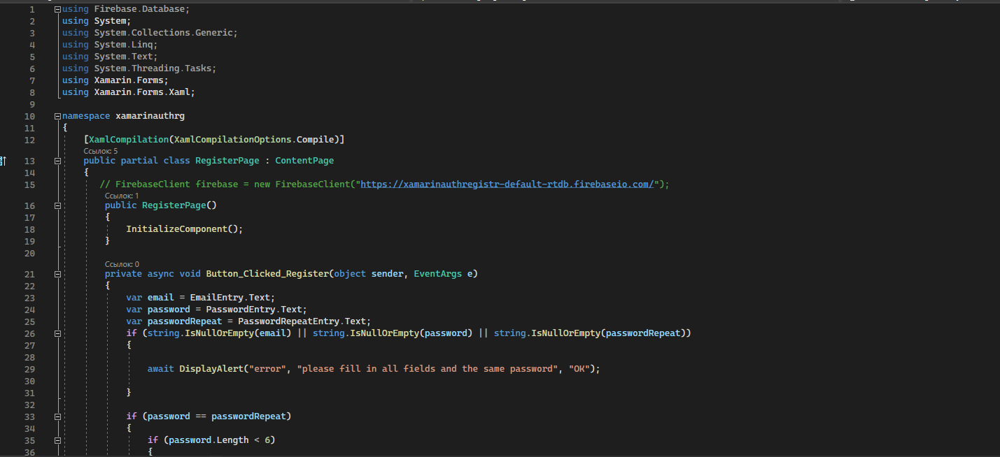 1 using Firebase.Database;
2 using System;
3 using System.Collections.Generic;
4 using System.Linq;
5 using System.Text;
6 using System.Threading.Tasks;
7 using Xamarin.Forms;
8 using Xamarin.Forms.Xaml;
9
10 namespace xamarinauthrg
11 {
12 [XamlCompilation(XamlCompilationOptions.Compile)]
Ссылок: 5
13 public partial class RegisterPage : ContentPage
14 {
15 // FirebaseClient firebase = new FirebaseClient("https://xamarinauthregistr-default-rtdb.firebaseio.com/");
Ссылок: 1
16 public RegisterPage()
17 {
18 InitializeComponent();
19 }
20
Ссылок: 0
21 private async void Button_Clicked_Register(object sender, EventArgs e)
22 {
23 var email = EmailEntry.Text;
24 var password = PasswordEntry.Text;
25 var passwordRepeat = PasswordRepeatEntry.Text;
26 if (string.IsNullOrEmpty(email) || string.IsNullOrEmpty(password) || string.IsNullOrEmpty(passwordRepeat))
27 {
28
29 await DisplayAlert("error", "please fill in all fields and the same password", "OK");
30
31 }
32
33 if (password == passwordRepeat)
34 {
35 if (password.Length < 6)
36 {